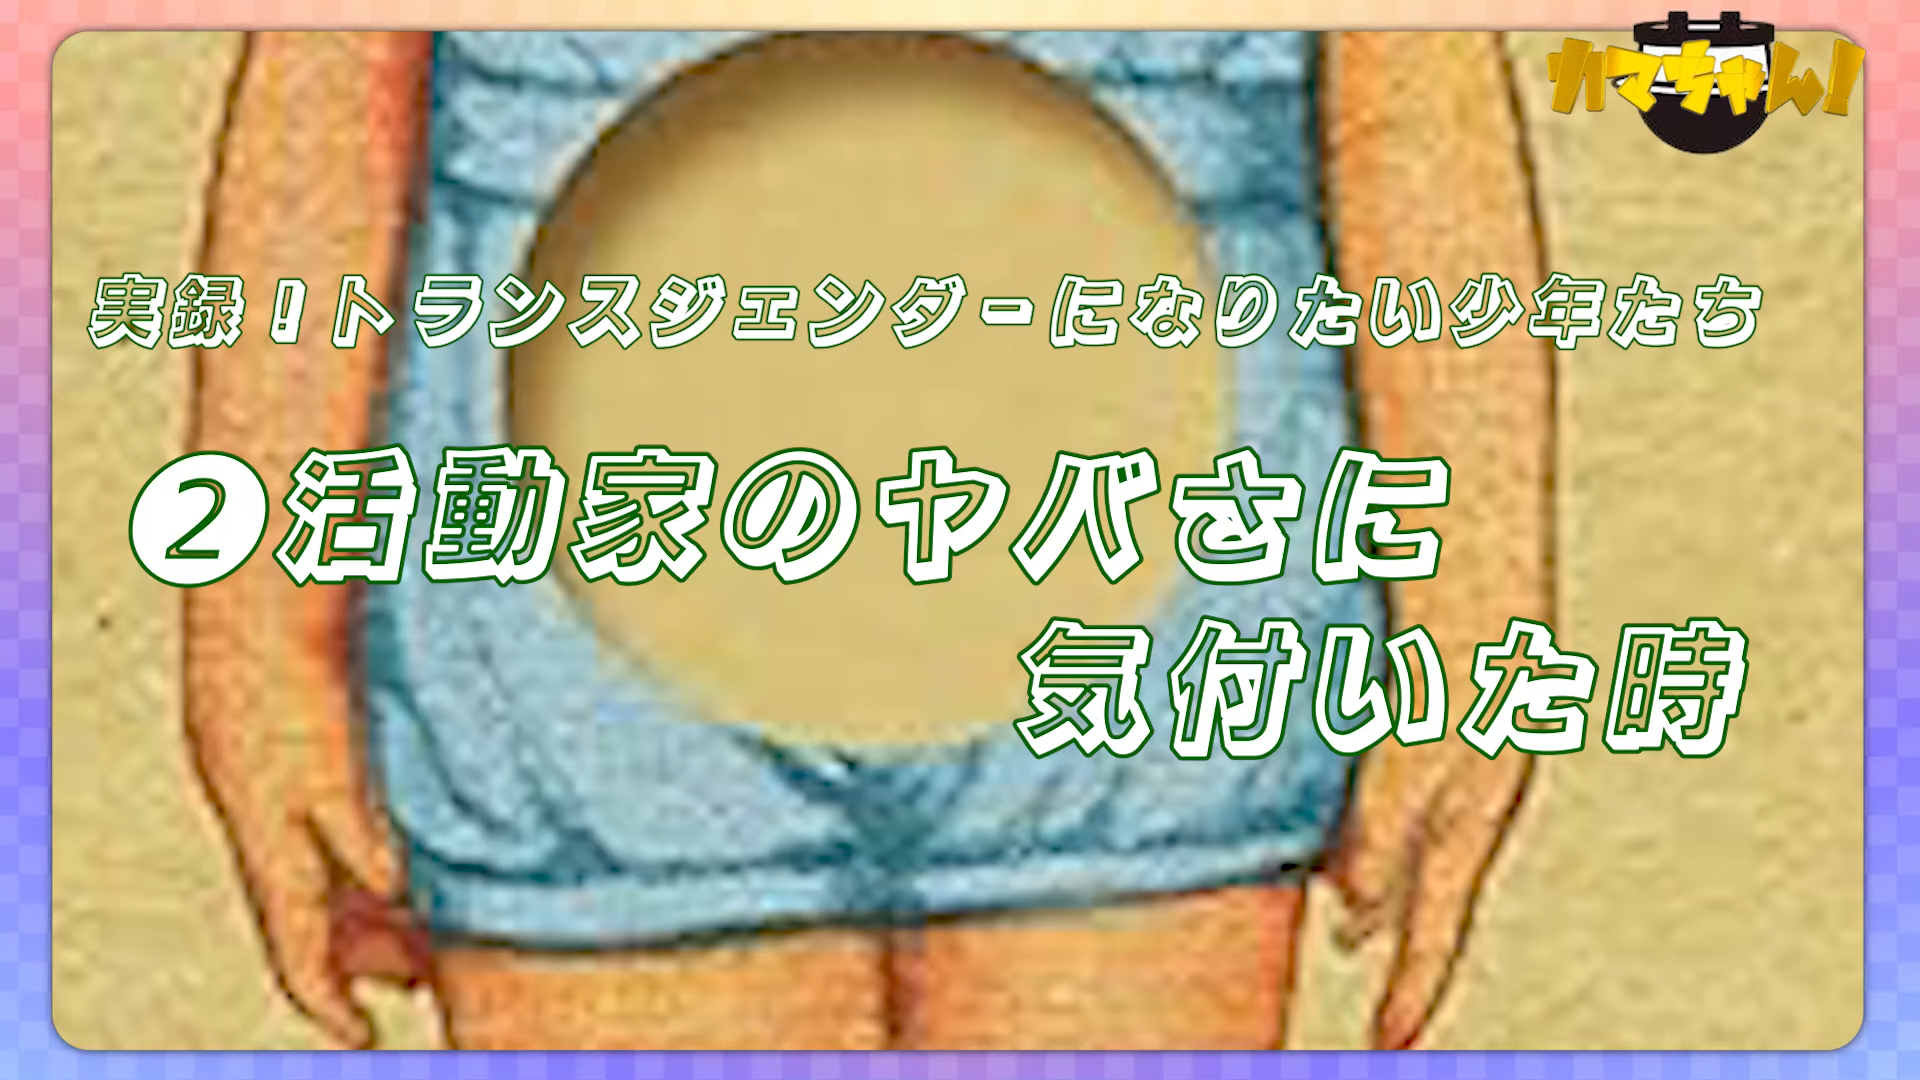 カマちゃん!
実録!トランスジェンダーになりたい少年たち
❷活動家のヤバさに
気付いた時